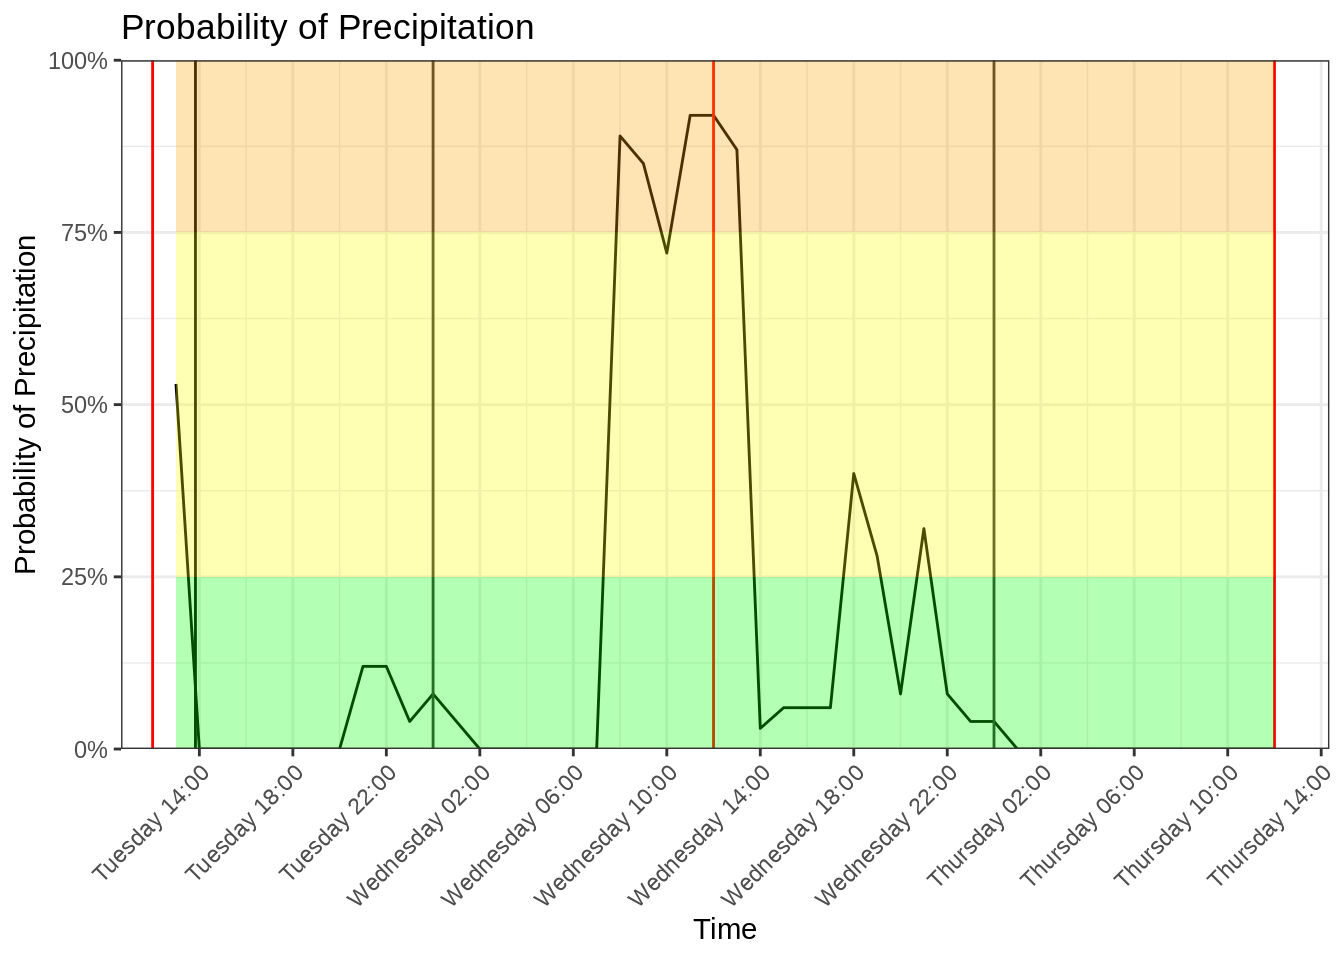 Probability of Precipitation
Probability of Precipitation
100%
75%
50%
25%
0%
Tuesday 14:00
Tuesday 18:00
Tuesday 22:00
Wednesday 02:00
Wednesday 06:00
Wednesday 10:00
Wednesday 14:00
Wednesday 18:00
Wednesday 22:00
Thursday 02:00
Thursday 06:00
Thursday 10:00
Thursday 14:00
Time